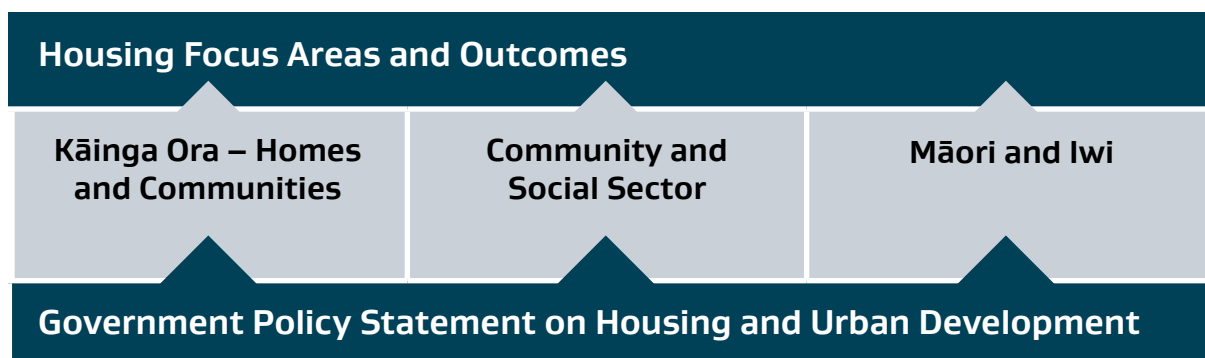 Housing Focus Areas and Outcomes
Kāinga Ora – Homes
and Communities
Community and
Social Sector
Māori and Iwi
Government Policy Statement on Housing and Urban Development